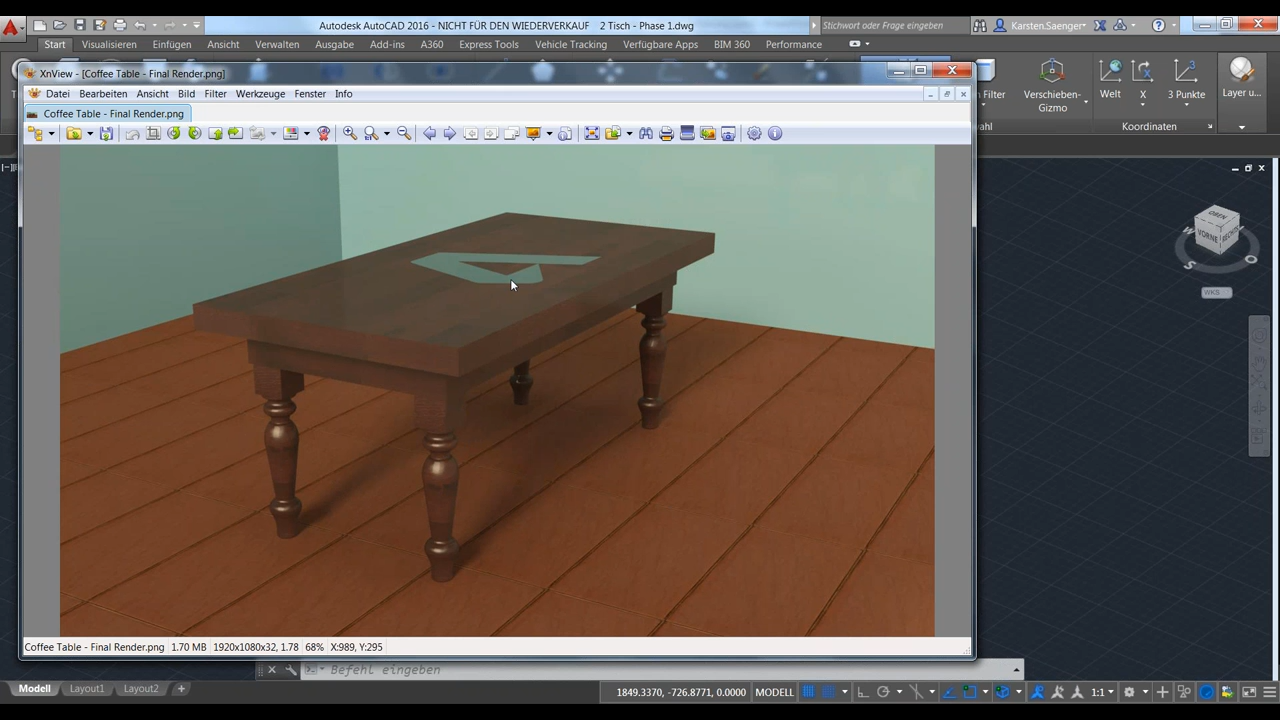 Autodesk AutoCAD 2016 - NICHT FÜR DEN WIEDERVERKAUF 2 Tisch - Phase 1.dwg
Stichwort oder Frage eingeben
Karsten.Saenger
Start Visualisieren Einfügen Ansicht Verwalten Ausgabe Add-ins A360 Express Tools Vehicle Tracking Verfügbare Apps BIM 360 Performance
XnView - [Coffee Table - Final Render.png]
Datei Bearbeiten Ansicht Bild Filter Werkzeuge Fenster Info
Coffee Table - Final Render.png
Filter
Verschieben-
Gizmo
Welt X 3 Punkte
Layer u...
Koordinaten
OBEN
VORNE
W
S
O
WKS
Coffee Table - Final Render.png 1.70 MB 1920x1080x32, 1.78 68% X:989, Y:295
Befehl eingeben
Modell Layout1 Layout2 +
1849.3370, -726.8771, 0.0000 MODELL 1:1